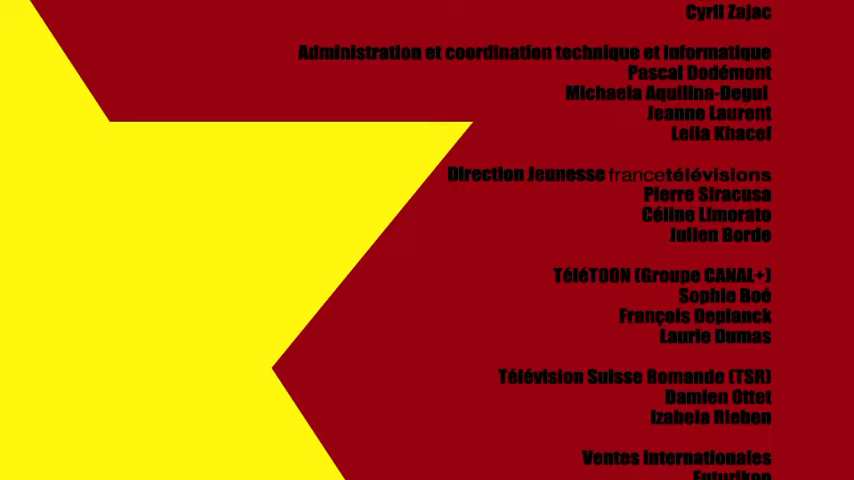 Cyril Zajac
Administration et coordination technique et informatique
Pascal Dodémont
Michaela Aquilina-Degui
Jeanne Laurent
Leila Khacef
Direction Jeunesse francetélévisions
Pierre Siracusa
Céline Limorato
Julien Borde
TéléTOON (Groupe CANAL+)
Sophie Boé
François Deplanck
Laurie Dumas
Télévision Suisse Romande (TSR)
Damien Ottet
Izabela Rieben
Ventes internationales
Futurikon